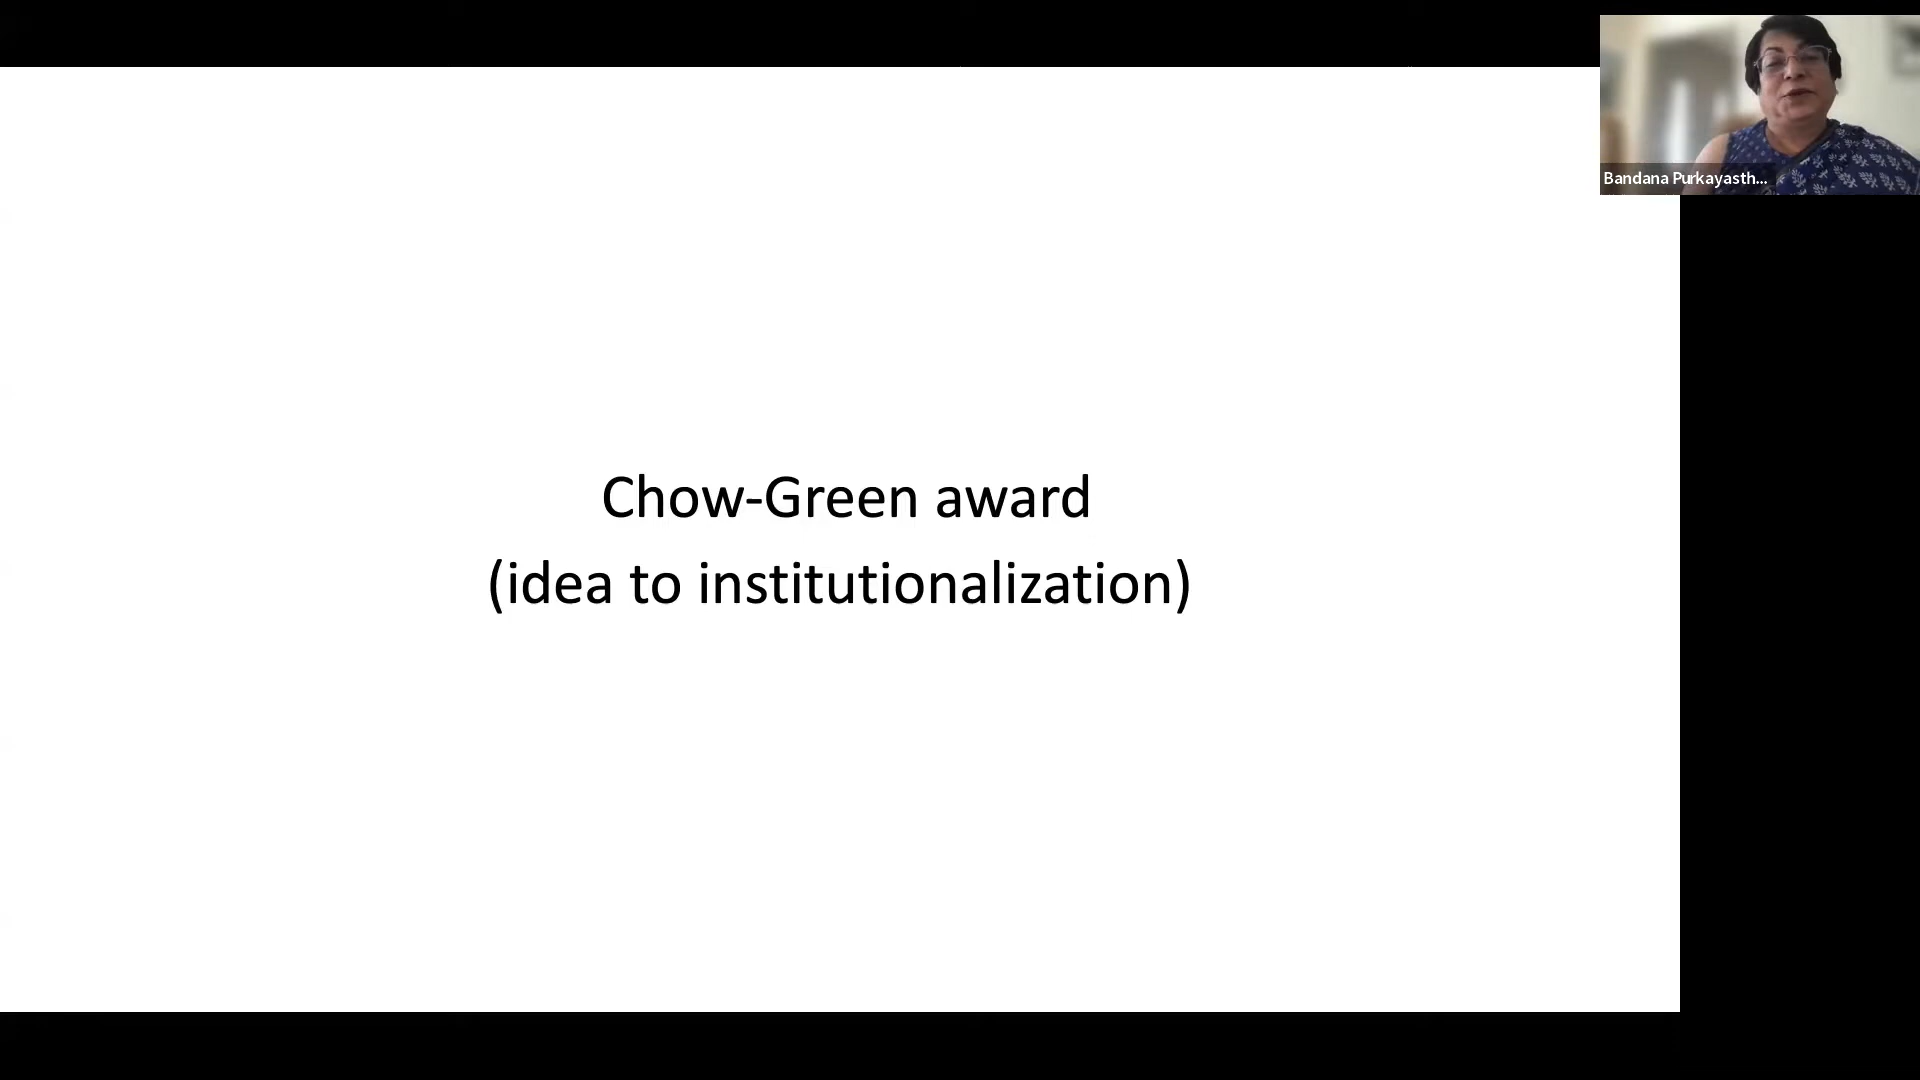 Chow-Green award
(idea to institutionalization)
Bandana Purkayasth...